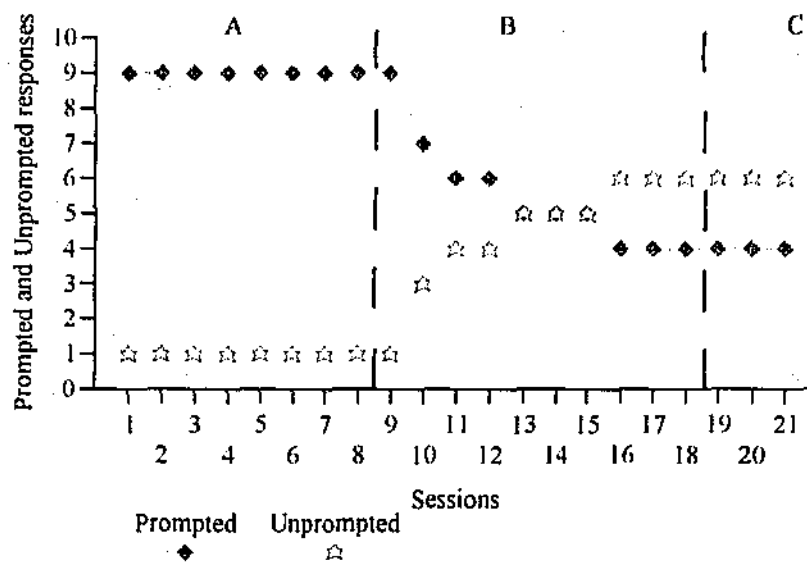 A B C
Prompted and Unprompted responses
10
9
8
7
6
5
4
3
2
1
0
1 3 5 7 9 11 13 15 17 19 21
2 4 6 8 10 12 14 16 18 20
Sessions
Prompted Unprompted